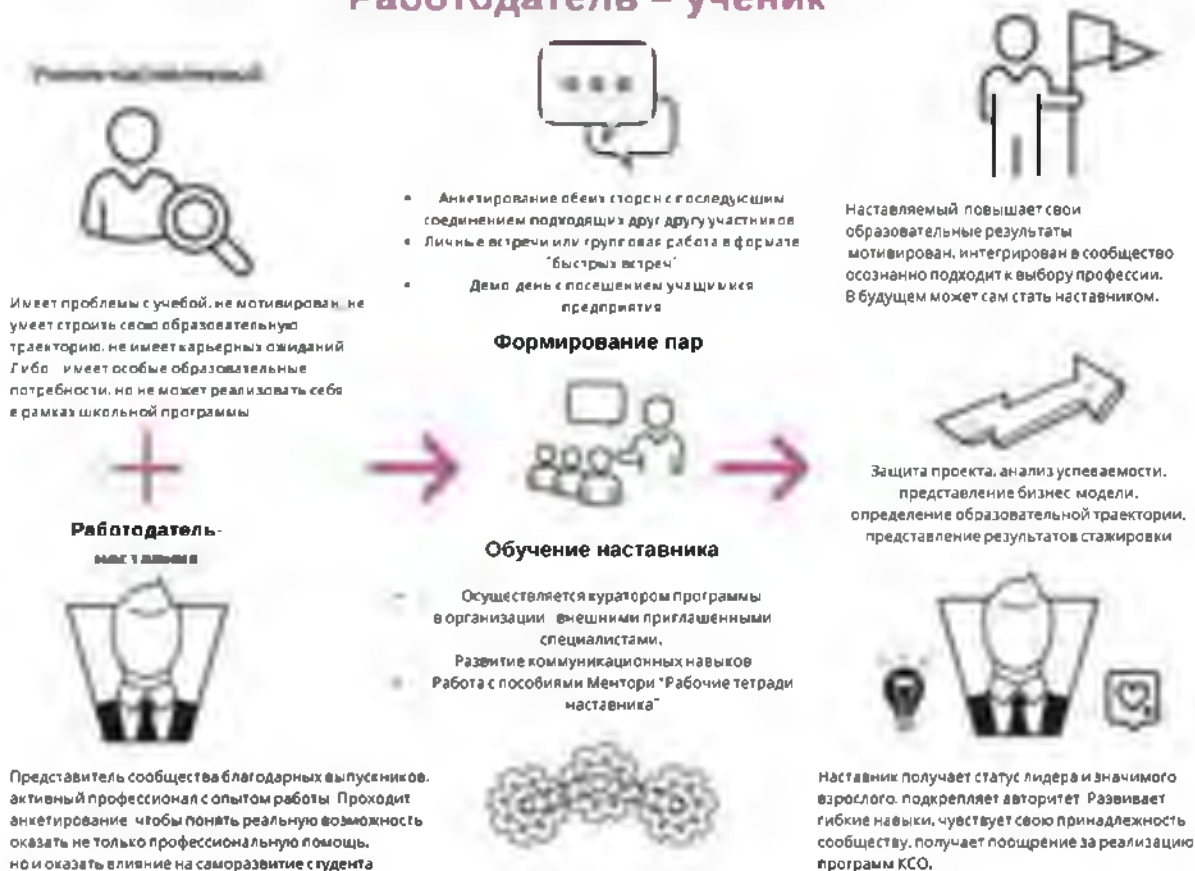 Работодатель – ученик
Имеет проблемы с учебой, не мотивирован, не
умеет строить свою образовательную
траекторию, не имеет карьерных ожиданий
Либо имеет особые образовательные
потребности, но не может реализовать себя
в рамках школьной программы
Работодатель-
наставник
Представитель сообщества благодарных выпускников,
активный профессионал с опытом работы Проходит
анкетирование чтобы понять реальную возможность
оказать не только профессиональную помощь,
но и оказать влияние на саморазвитие студента
• Анкетирование обеих сторон с последующим
соединением подходящих друг другу участников
• Личные встречи или групповая работа в формате
"быстрых встреч"
• Демо день с посещением учащимися
предприятия
Формирование пар
Обучение наставника
- Осуществляется куратором программы
в организации внешними приглашенными
специалистами.
Развитие коммуникационных навыков
Работа с пособиями Ментори "Рабочие тетради
наставника"
Наставляемый повышает свои
образовательные результаты
мотивирован, интегрирован в сообщество
осознанно подходит к выбору профессии.
В будущем может сам стать наставником.
Защита проекта, анализ успеваемости,
представление бизнес модели,
определение образовательной траектории,
представление результатов стажировки
Наставник получает статус лидера и значимого
взрослого, подкрепляет авторитет Развивает
гибкие навыки, чувствует свою принадлежность
сообществу, получает поощрение за реализацию
программ КСО.